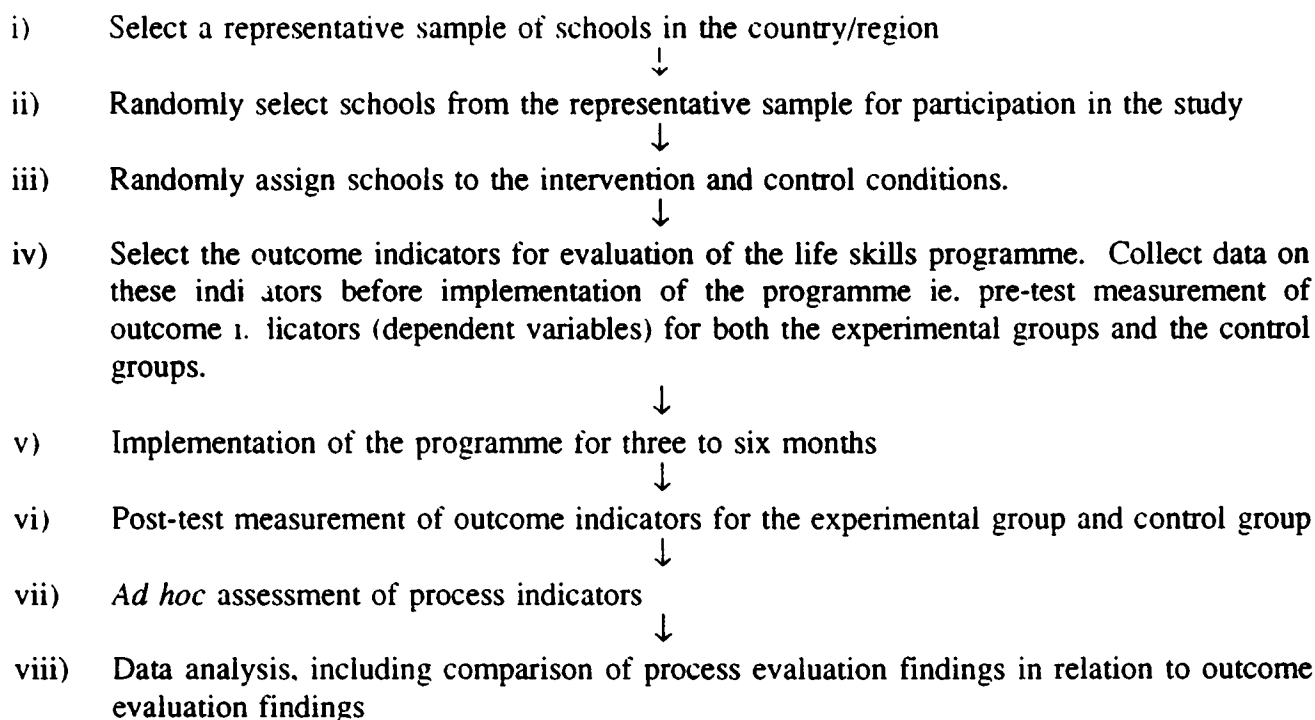 i) Select a representative sample of schools in the country/region
↓
ii) Randomly select schools from the representative sample for participation in the study
↓
iii) Randomly assign schools to the intervention and control conditions.
↓
iv) Select the outcome indicators for evaluation of the life skills programme. Collect data on
these indi ators before implementation of the programme ie. pre-test measurement of
outcome licators (dependent variables) for both the experimental groups and the control
groups.
↓
v) Implementation of the programme for three to six months
↓
vi) Post-test measurement of outcome indicators for the experimental group and control group
↓
vii) Ad hoc assessment of process indicators
↓
viii) Data analysis, including comparison of process evaluation findings in relation to outcome
evaluation findings